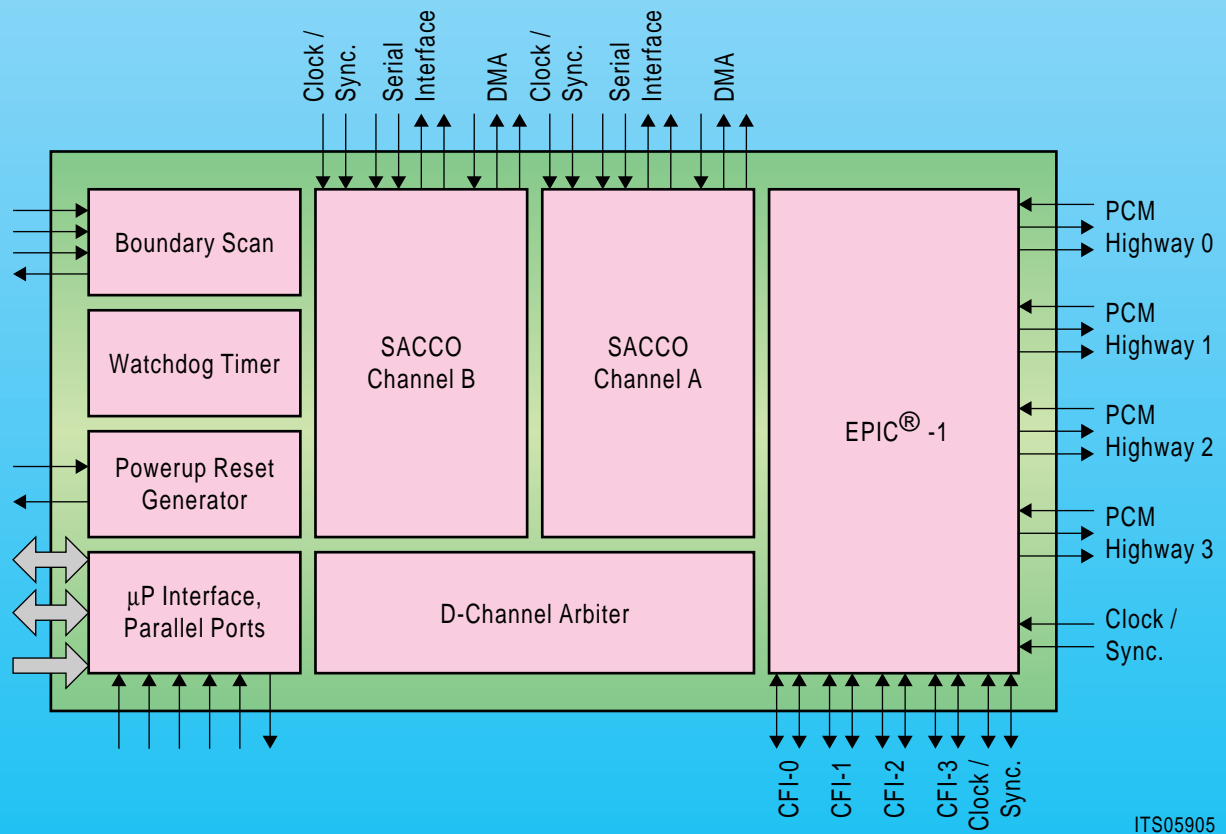 Clock /
Sync.
Serial
Interface
DMA
Clock /
Sync.
Serial
Interface
DMA
Boundary Scan
Watchdog Timer
Powerup Reset
Generator
µP Interface,
Parallel Ports
SACCO
Channel B
SACCO
Channel A
D-Channel Arbiter
EPIC® -1
PCM
Highway 0
PCM
Highway 1
PCM
Highway 2
PCM
Highway 3
Clock /
Sync.
CFI-0
CFI-1
CFI-2
CFI-3
Clock /
Sync.
ITS05905